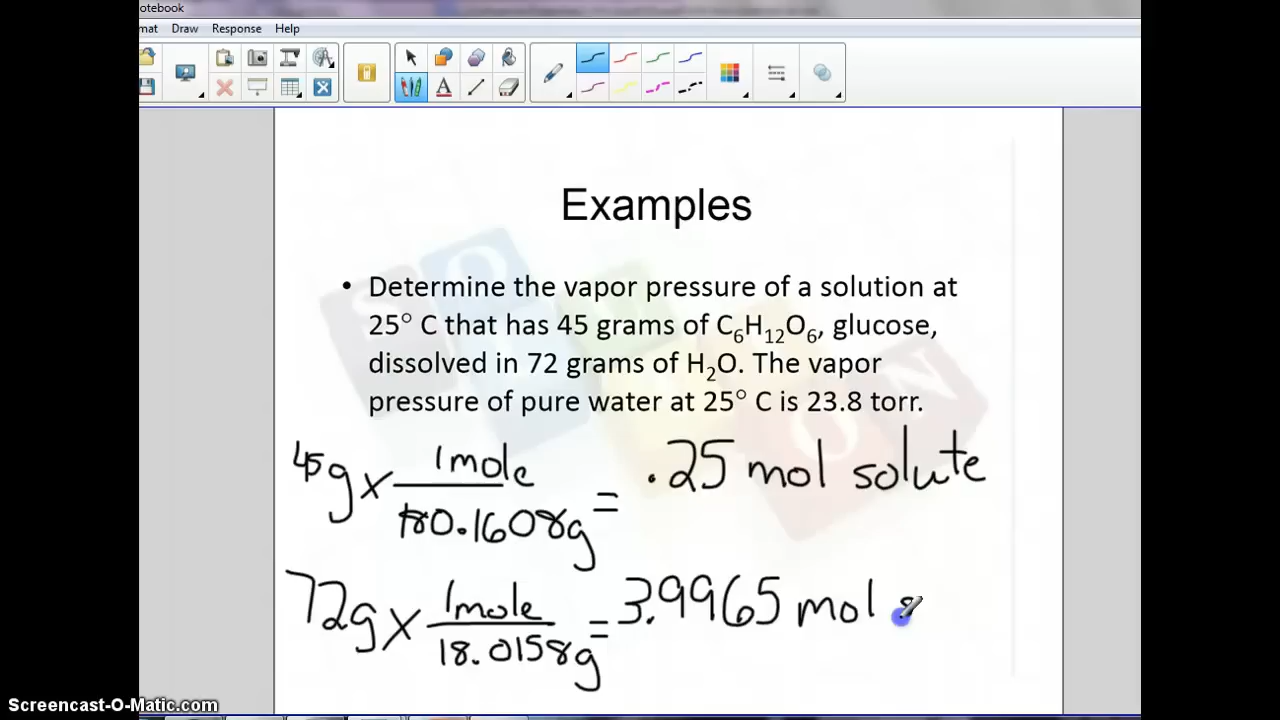 otebook
mat Draw Response Help
Examples
• Determine the vapor pressure of a solution at
25° C that has 45 grams of C₆H₁₂O₆, glucose,
dissolved in 72 grams of H₂O. The vapor
pressure of pure water at 25° C is 23.8 torr.
45g x 1mole / 180.1608g = .25 mol solute
72g x 1mole / 18.0158g = 3.9965 mol s
Screencast-O-Matic.com